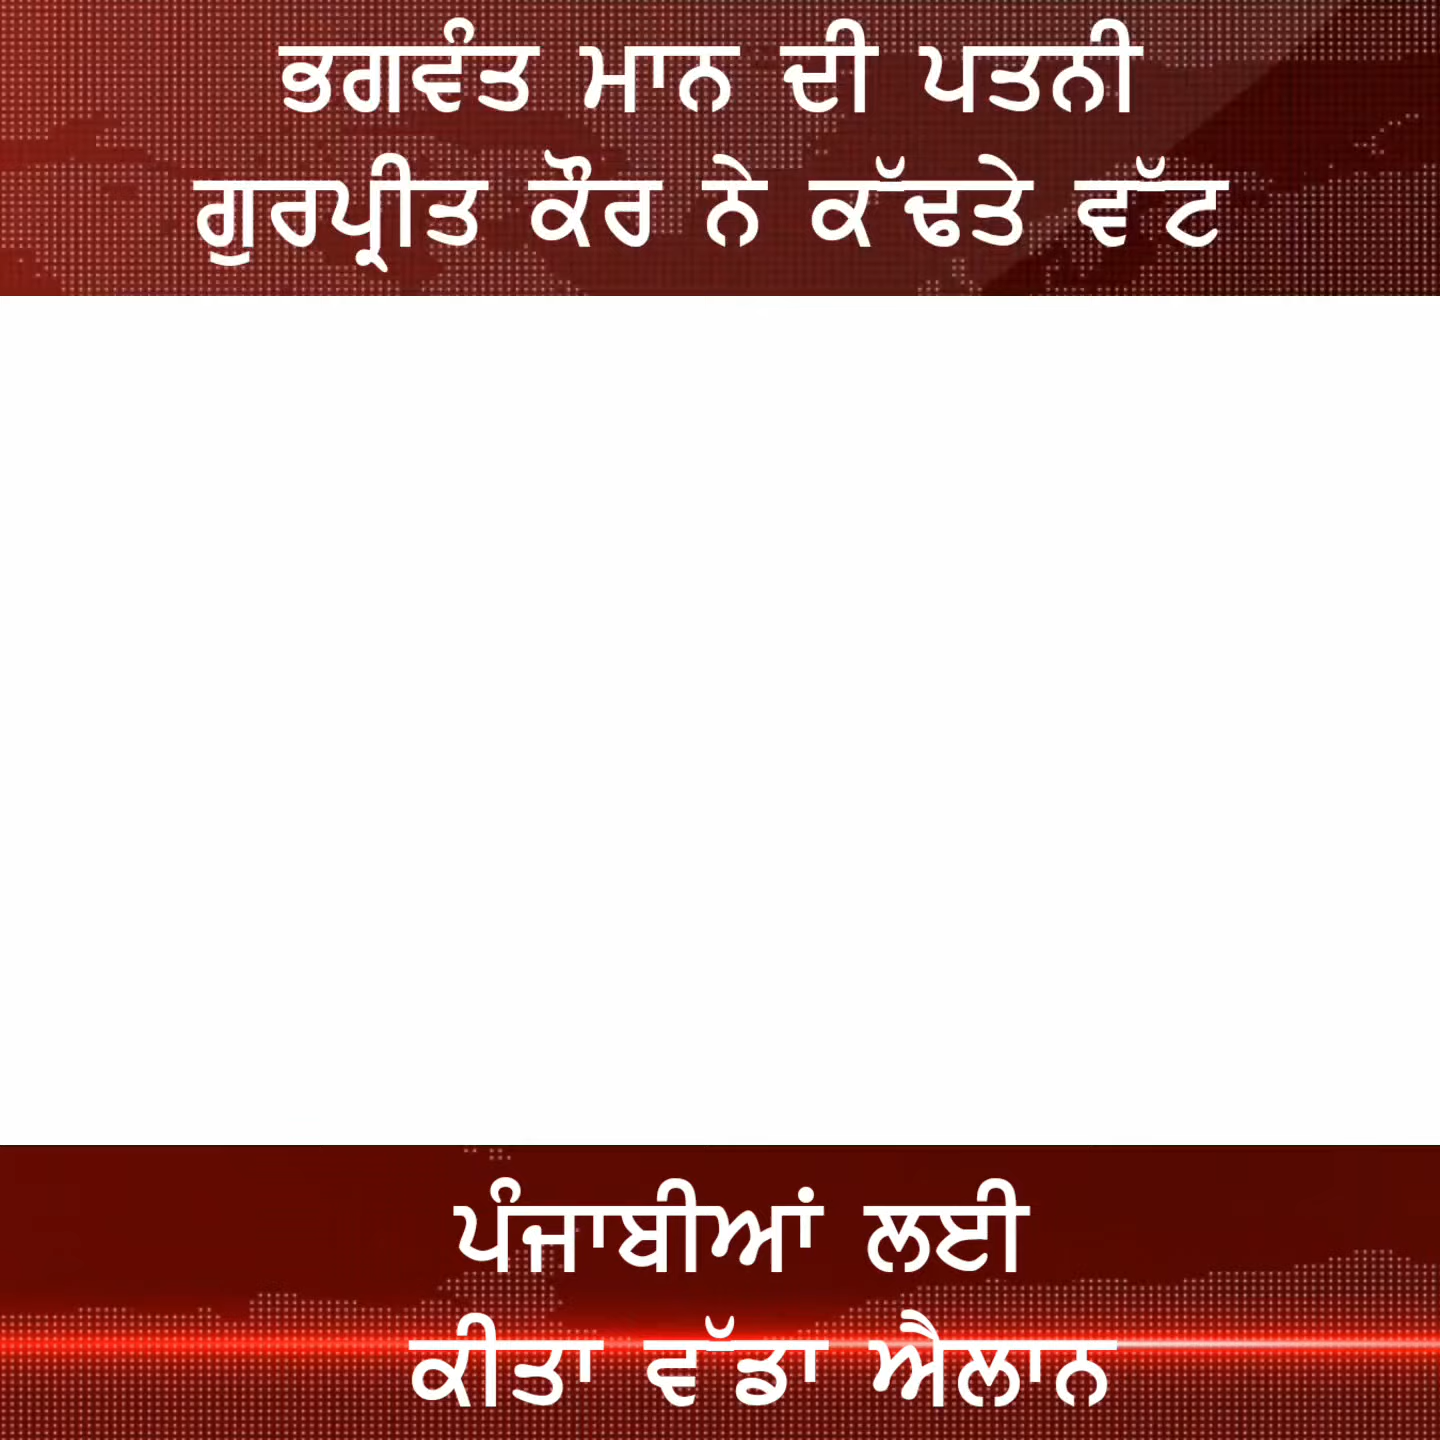 ਭਗਵੰਤ ਮਾਨ ਦੀ ਪਤਨੀ
ਗੁਰਪ੍ਰੀਤ ਕੌਰ ਨੇ ਕੱਢਤੇ ਵੱਟ
ਪੰਜਾਬੀਆਂ ਲਈ
ਕੀਤਾ ਵੱਡਾ ਐਲਾਨ